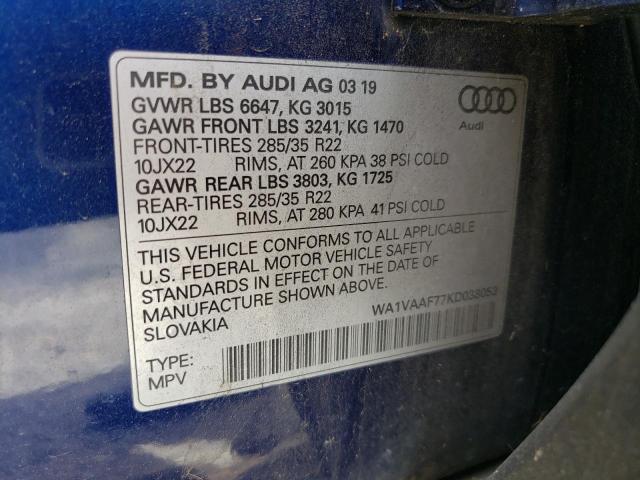 MFD. BY AUDI AG 03 19
GVWR LBS 6647, KG 3015
GAWR FRONT LBS 3241, KG 1470
FRONT-TIRES 285/35 R22
10JX22 RIMS, AT 260 KPA 38 PSI COLD
GAWR REAR LBS 3803, KG 1725
REAR-TIRES 285/35 R22
10JX22 RIMS, AT 280 KPA 41 PSI COLD
Audi
THIS VEHICLE CONFORMS TO ALL APPLICABLE
U.S. FEDERAL MOTOR VEHICLE SAFETY
STANDARDS IN EFFECT ON THE DATE OF
MANUFACTURE SHOWN ABOVE.
SLOVAKIA
WA1VAAF77KD038053
TYPE:
MPV